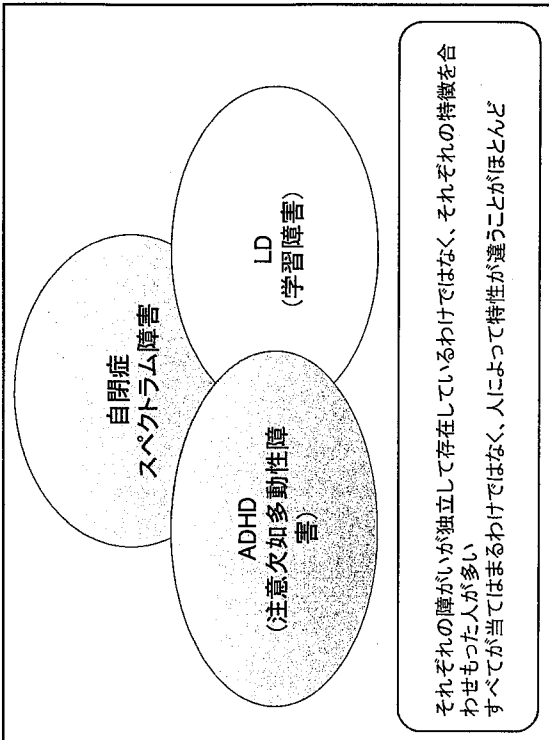 自閉症
スペクトラム障害
ADHD
(注意欠如多動性障
害)
LD
(学習障害)
それぞれの障がいが独立して存在しているわけではなく、それぞれの特徴を合
わせもった人が多い
すべてが当てはまるわけではなく、人によって特性が違うことがほとんど